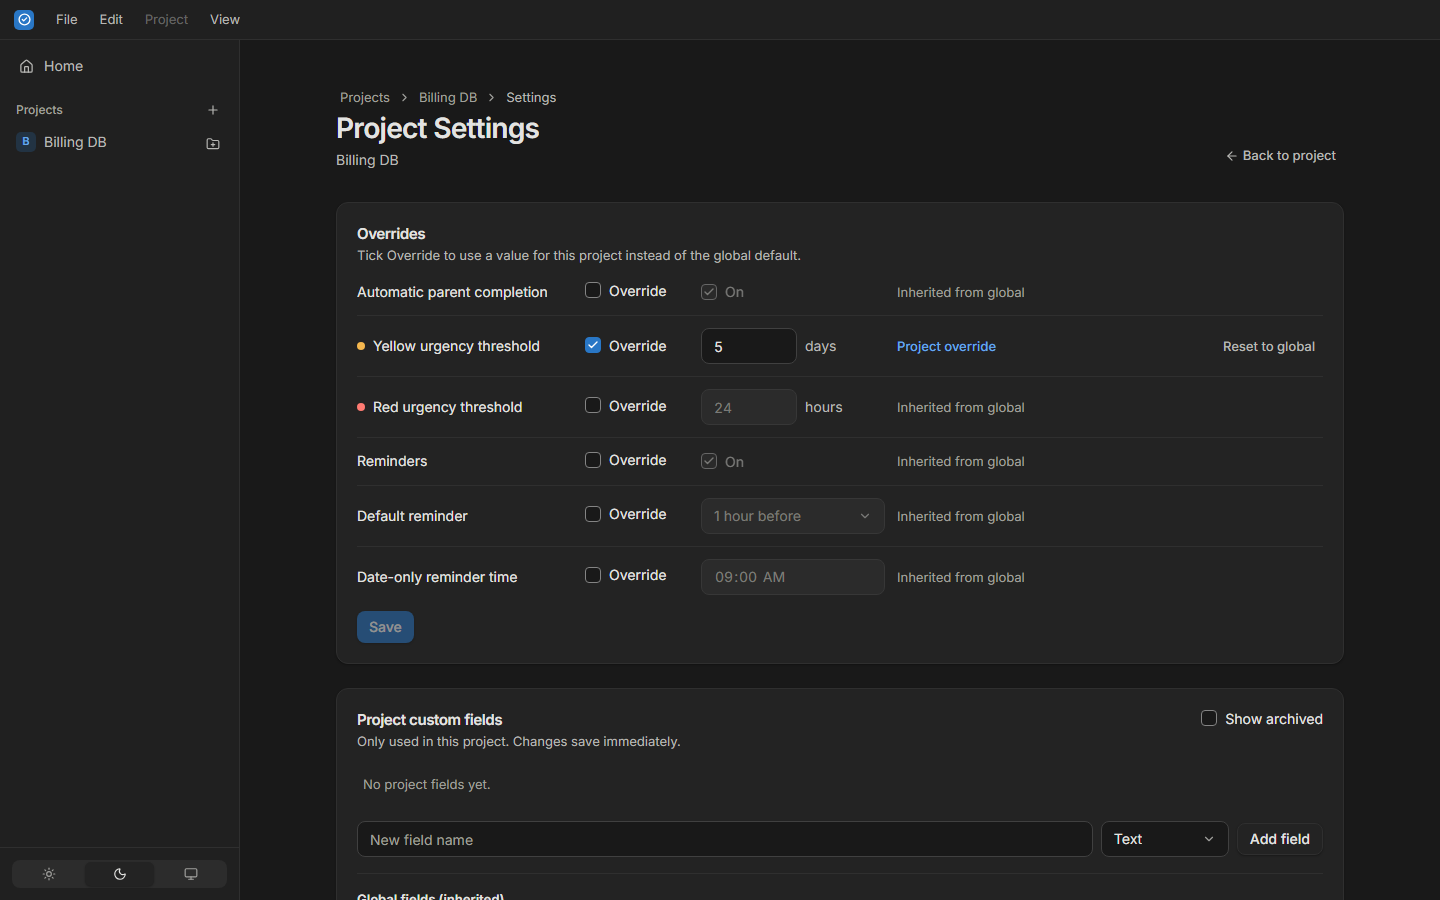 File Edit Project View
Home
Projects
B Billing DB
Projects > Billing DB > Settings
Project Settings
Billing DB
Back to project
Overrides
Tick Override to use a value for this project instead of the global default.
Automatic parent completion Override On Inherited from global
Yellow urgency threshold Override 5 days Project override Reset to global
Red urgency threshold Override 24 hours Inherited from global
Reminders Override On Inherited from global
Default reminder Override 1 hour before Inherited from global
Date-only reminder time Override 09:00 AM Inherited from global
Save
Project custom fields
Show archived
Only used in this project. Changes save immediately.
No project fields yet.
New field name Text Add field
Global fields (inherited)